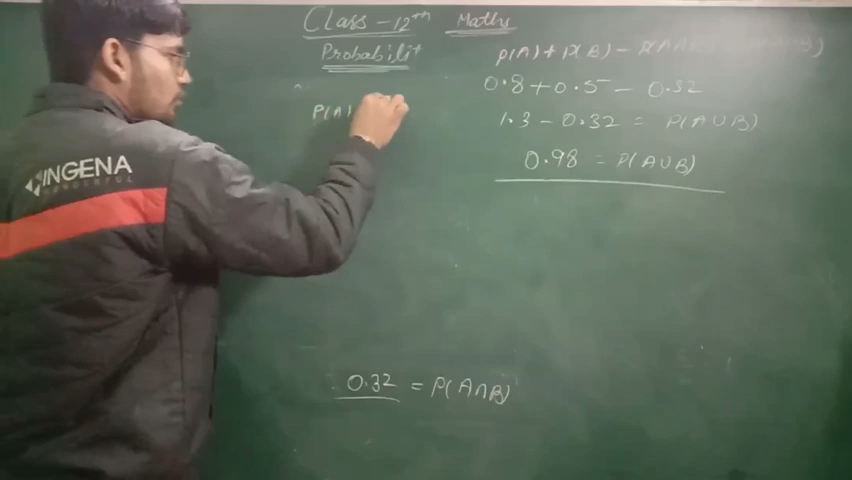 Class - 12th Maths
Probabilit
P(A) + P(B) -
0.8 + 0.5 - 0.32
1.3 - 0.32 = P(A ∪ B)
0.98 = P(A ∪ B)
P(A)
0.32 = P(A ∩ B)
INGENA